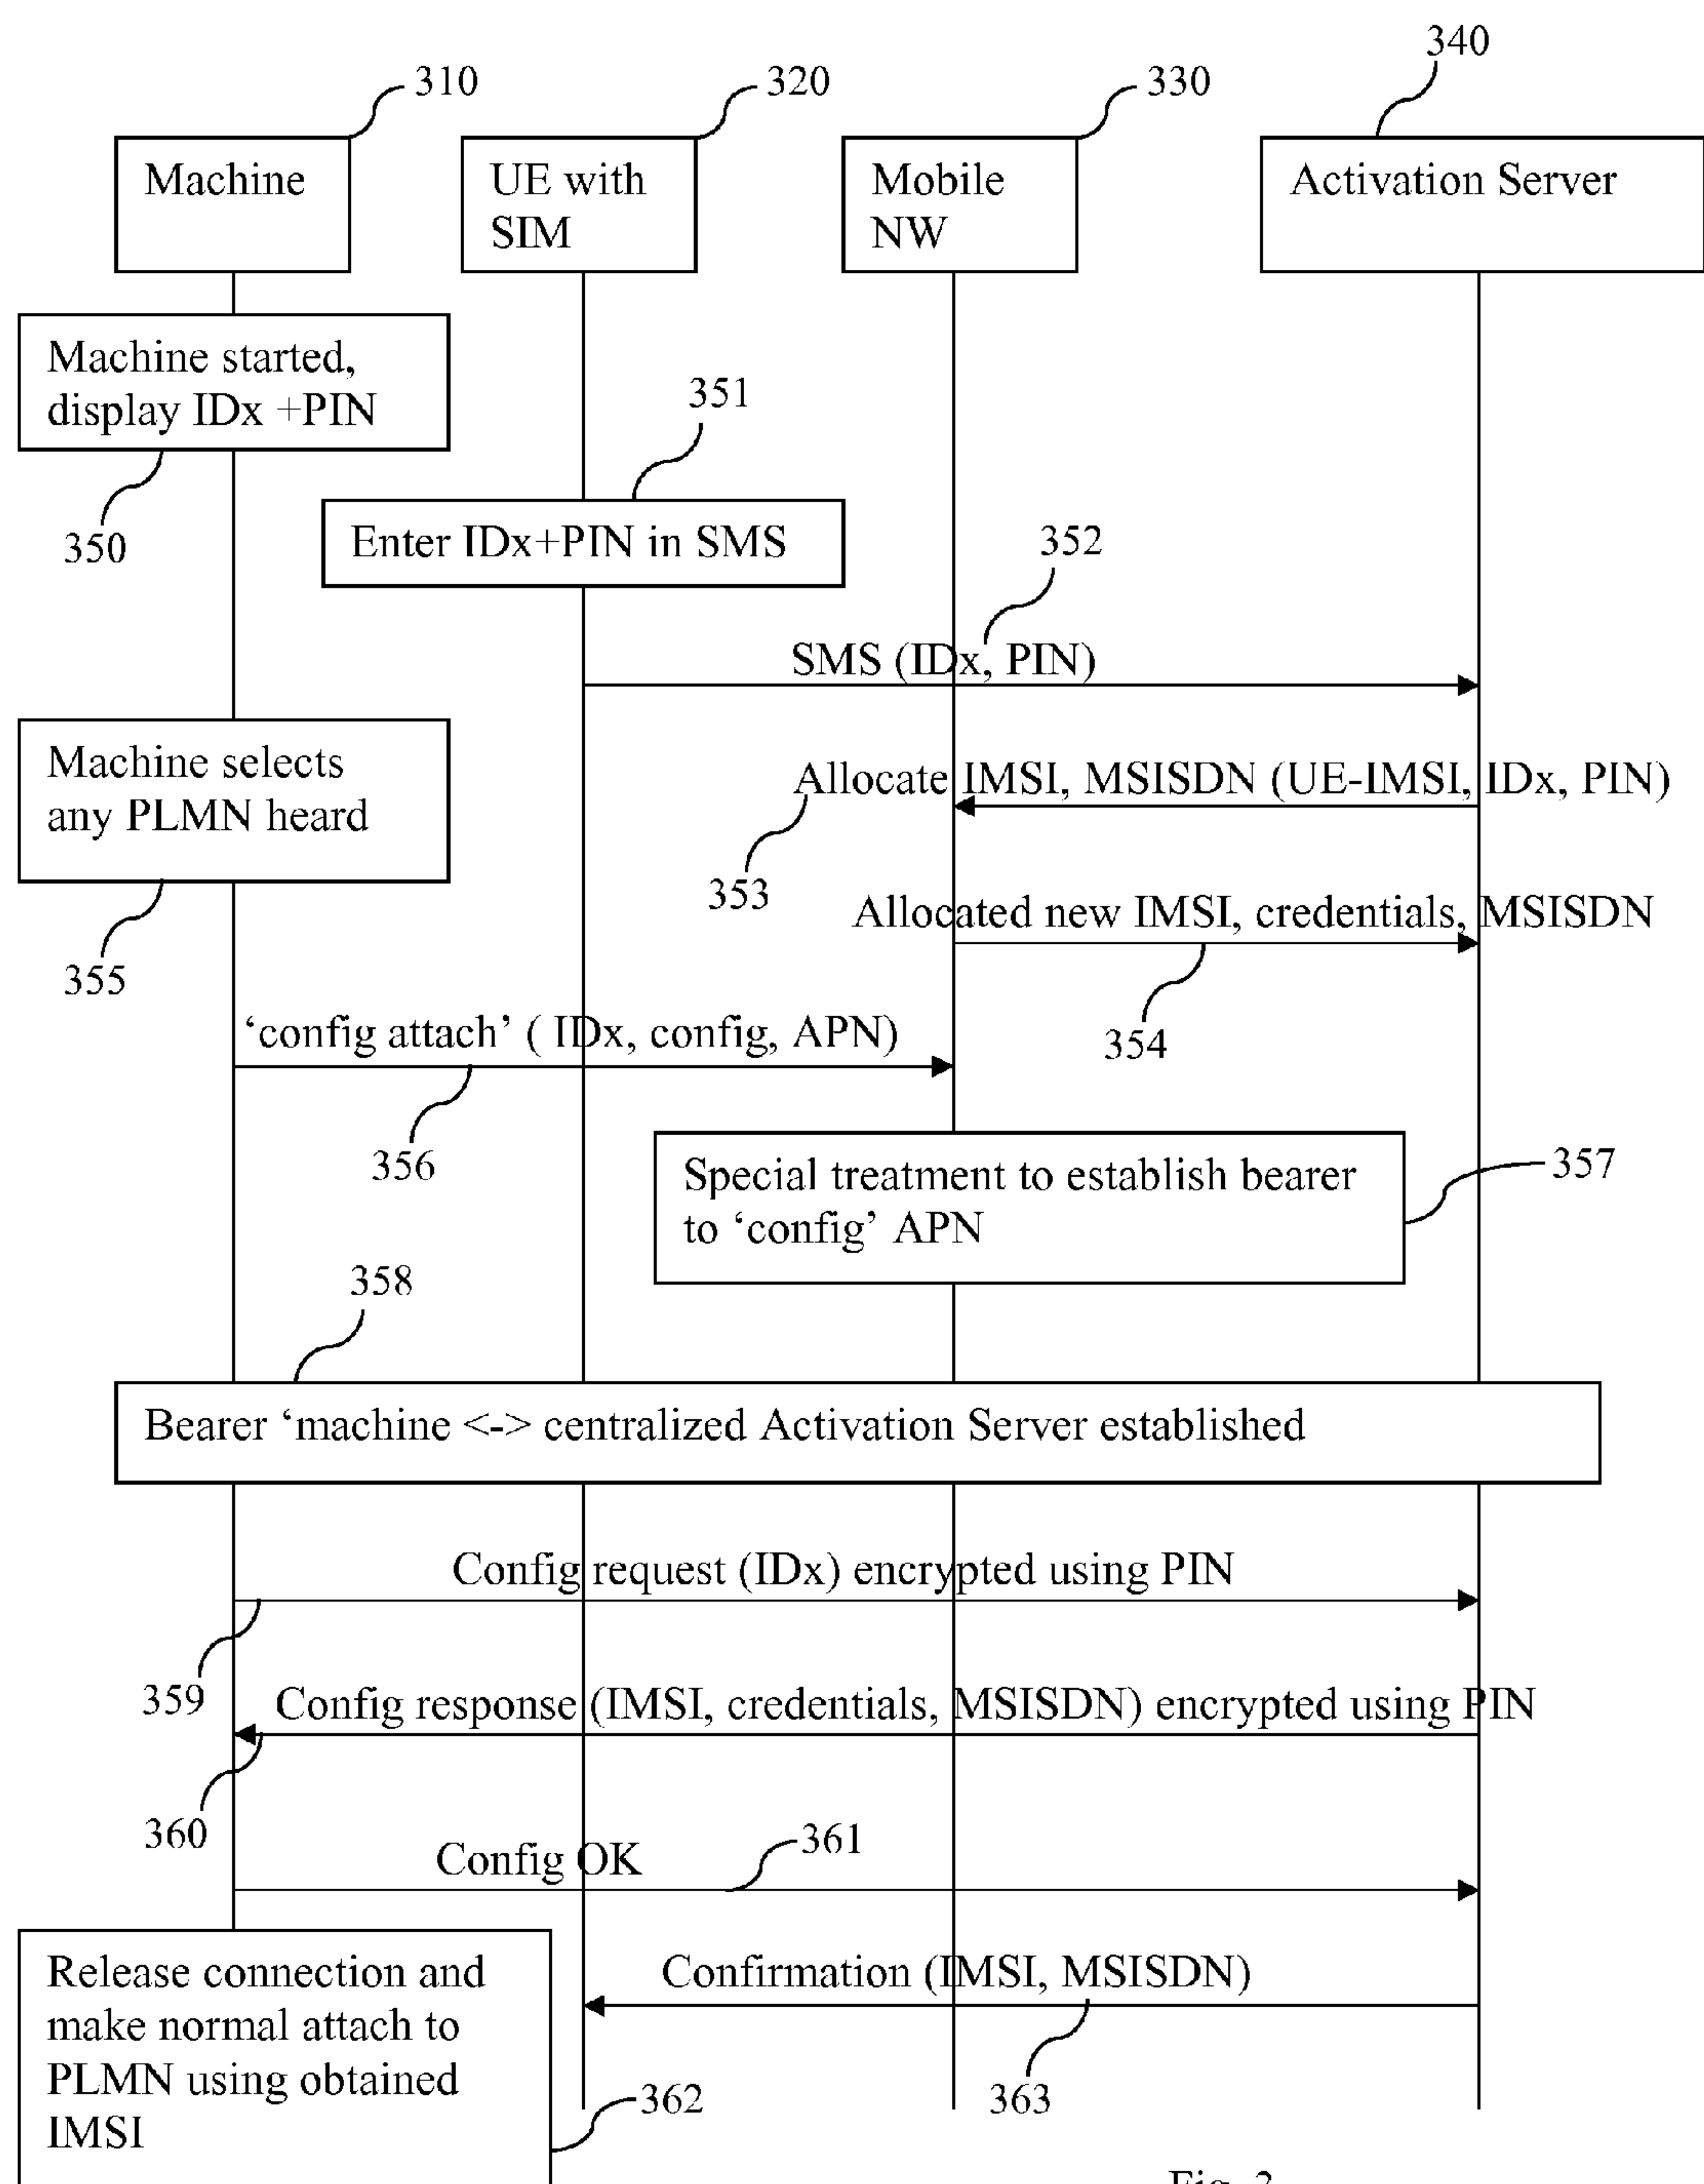 340
310
320
330
Machine
UE with
SIM
Mobile
NW
Activation Server
Machine started,
display IDx +PIN
350
351
Enter IDx+PIN in SMS
352
SMS (IDx, PIN)
Machine selects
any PLMN heard
355
Allocate IMSI, MSISDN (UE-IMSI, IDx, PIN)
353
Allocated new IMSI, credentials, MSISDN
354
‘config attach’ ( IDx, config, APN)
356
Special treatment to establish bearer
to ‘config’ APN
357
358
Bearer ‘machine <-> centralized Activation Server established
Config request (IDx) encrypted using PIN
359
Config response (IMSI, credentials, MSISDN) encrypted using PIN
360
Config OK
361
Release connection and
make normal attach to
PLMN using obtained
IMSI
362
Confirmation (IMSI, MSISDN)
363
Fig. 3